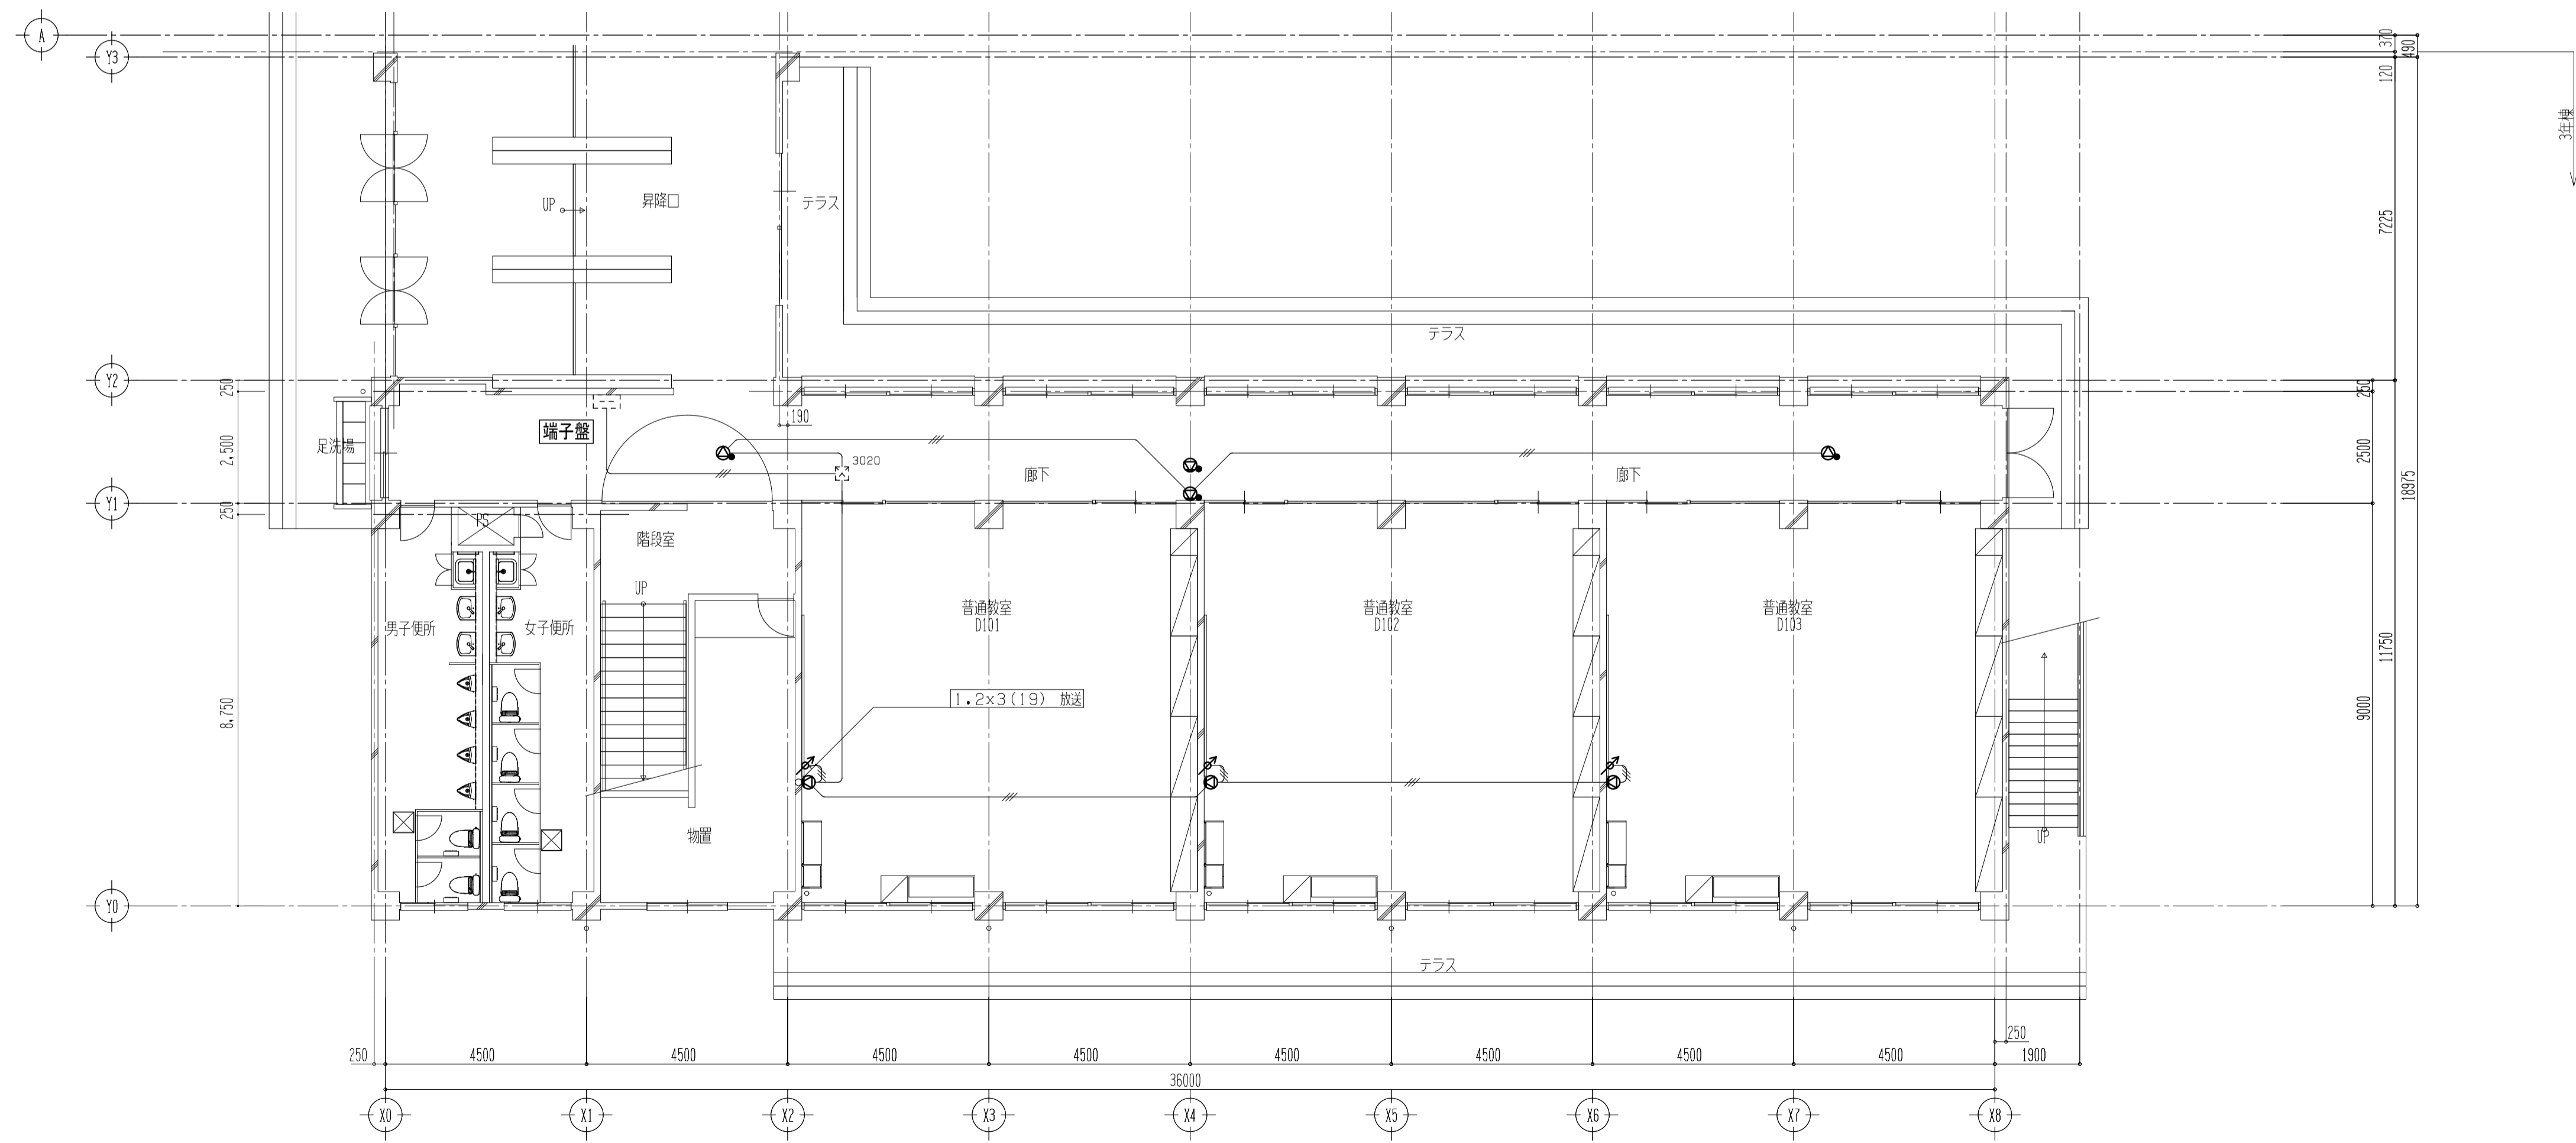 A
Y3
370
490
120
3年棟
UP
昇降口
テラス
7225
テラス
Y2
250
250
端子盤
190
足洗場
2,500
3020
廊下
廊下
2500
18975
Y1
250
PS
階段室
UP
男子便所
女子便所
普通教室
D101
普通教室
D102
普通教室
D103
11750
1.2x3(19) 放送
8,750
9000
物置
UP
Y0
テラス
250
250
4500
4500
4500
4500
4500
4500
4500
4500
1900
36000
X0
X1
X2
X3
X4
X5
X6
X7
X8